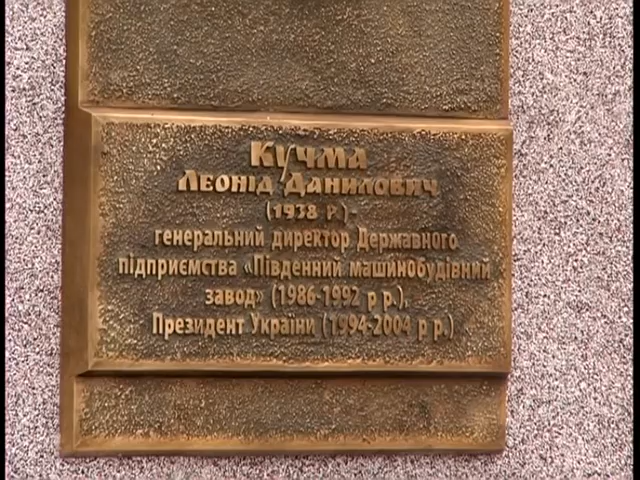 Кучма
Леонід Данилович
(1938 р.)-
генеральний директор Державного
підприємства «Південний машинобудівний
завод» (1986-1992 р р.),
Президент України (1994-2004 р р.)